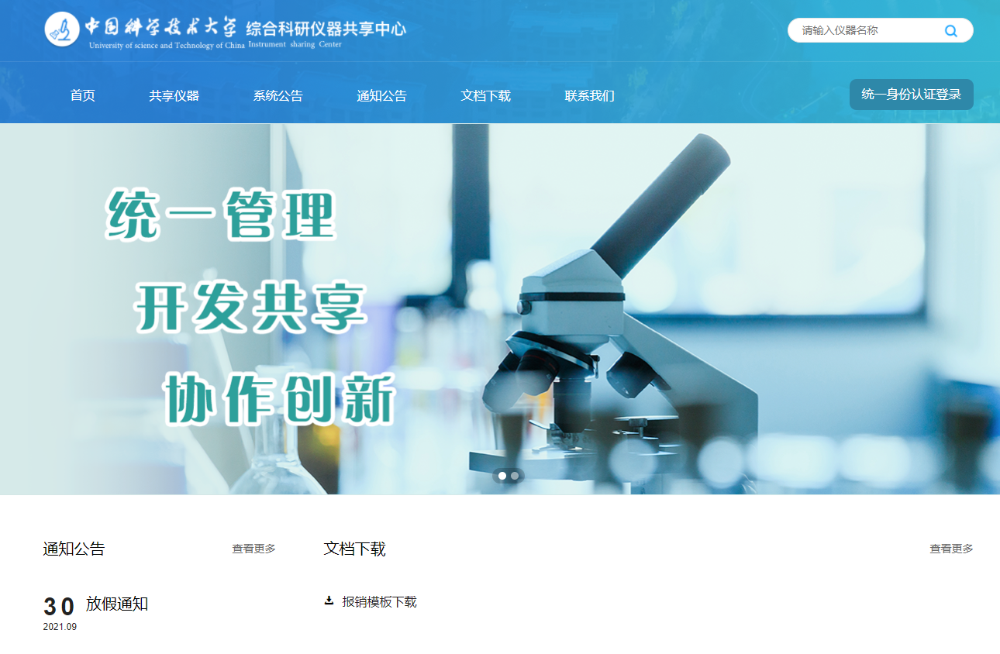 中国科学技术大学 综合科研仪器共享中心
University of science and Technology of China Instrument sharing Center
请输入仪器名称
首页 共享仪器 系统公告 通知公告 文档下载 联系我们 统一身份认证登录
统一管理
开发共享
协作创新
通知公告 查看更多 文档下载 查看更多
30 放假通知 报销模板下载
2021.09